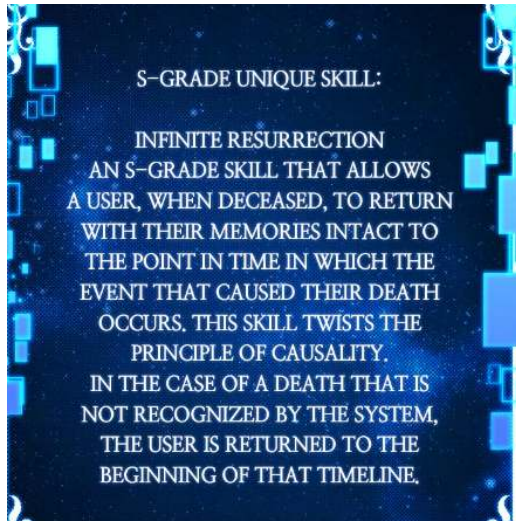 S-GRADE UNIQUE SKILL:
INFINITE RESURRECTION
AN S-GRADE SKILL THAT ALLOWS
A USER, WHEN DECEASED, TO RETURN
WITH THEIR MEMORIES INTACT TO
THE POINT IN TIME IN WHICH THE
EVENT THAT CAUSED THEIR DEATH
OCCURS. THIS SKILL TWISTS THE
PRINCIPLE OF CAUSALITY.
IN THE CASE OF A DEATH THAT IS
NOT RECOGNIZED BY THE SYSTEM,
THE USER IS RETURNED TO THE
BEGINNING OF THAT TIMELINE.